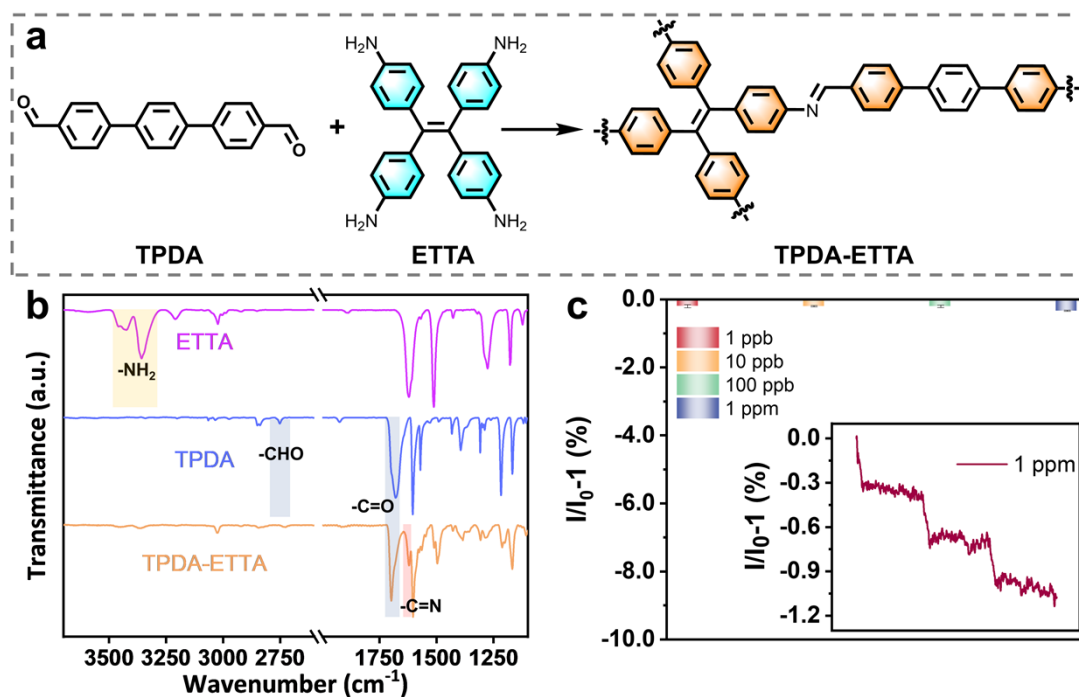 a
H₂N
NH₂
O
+
N
O
H₂N
NH₂
TPDA
ETTA
TPDA-ETTA
b
ETTA
-NH₂
TPDA
-CHO
-C=O
TPDA-ETTA
-C=N
Transmittance (a.u.)
3500 3250 3000 2750 1750 1500 1250
Wavenumber (cm⁻¹)
c
0.0
-2.0
-4.0
-6.0
-8.0
-10.0
I/I₀-1 (%)
1 ppb
10 ppb
100 ppb
1 ppm
0.0
-0.3
-0.6
-0.9
-1.2
I/I₀-1 (%)
1 ppm